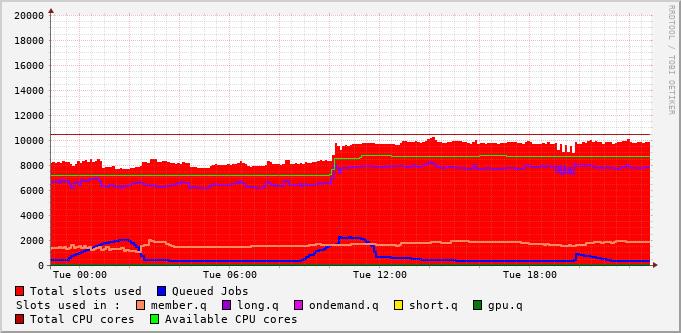 20000
18000
16000
14000
12000
10000
8000
6000
4000
2000
0
Tue 00:00 Tue 06:00 Tue 12:00 Tue 18:00
Total slots used Queued Jobs
Slots used in : member.q long.q ondemand.q short.q gpu.q
Total CPU cores Available CPU cores
RRDTOOL / TOBI OETIKER